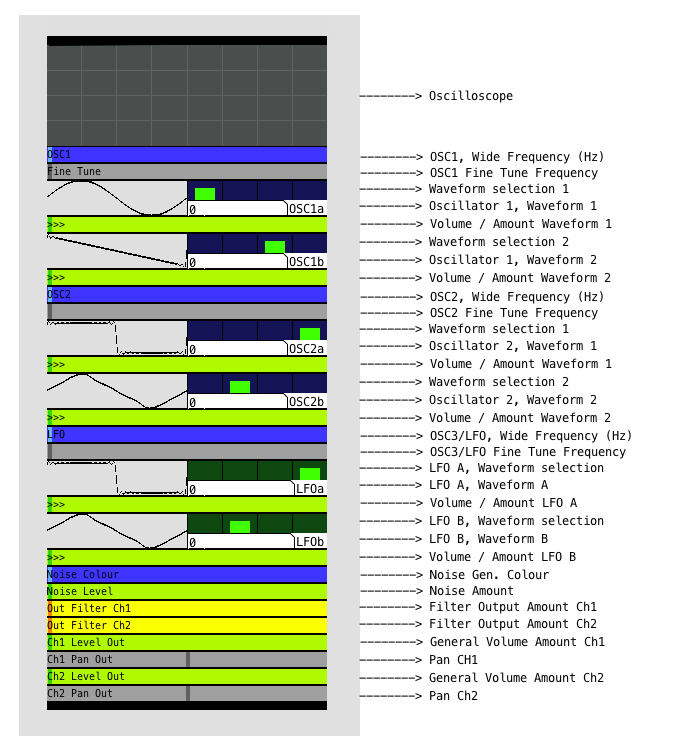 --------> Oscilloscope
OSC1 --------> OSC1, Wide Frequency (Hz)
Fine Tune --------> OSC1 Fine Tune Frequency
--------> Waveform selection 1
0 OSC1a --------> Oscillator 1, Waveform 1
>>> --------> Volume / Amount Waveform 1
--------> Waveform selection 2
0 OSC1b --------> Oscillator 1, Waveform 2
>>> --------> Volume / Amount Waveform 2
OSC2 --------> OSC2, Wide Frequency (Hz)
--------> OSC2 Fine Tune Frequency
--------> Waveform selection 1
0 OSC2a --------> Oscillator 2, Waveform 1
>>> --------> Volume / Amount Waveform 1
--------> Waveform selection 2
0 OSC2b --------> Oscillator 2, Waveform 2
>>> --------> Volume / Amount Waveform 2
LFO --------> OSC3/LFO, Wide Frequency (Hz)
--------> OSC3/LFO Fine Tune Frequency
--------> LFO A, Waveform selection
0 LFOa --------> LFO A, Waveform A
>>> --------> Volume / Amount LFO A
--------> LFO B, Waveform selection
0 LFOb --------> LFO B, Waveform B
>>> --------> Volume / Amount LFO B
Noise Colour --------> Noise Gen. Colour
Noise Level --------> Noise Amount
Out Filter Ch1 --------> Filter Output Amount Ch1
Out Filter Ch2 --------> Filter Output Amount Ch2
Ch1 Level Out --------> General Volume Amount Ch1
Ch1 Pan Out --------> Pan CH1
Ch2 Level Out --------> General Volume Amount Ch2
Ch2 Pan Out --------> Pan Ch2